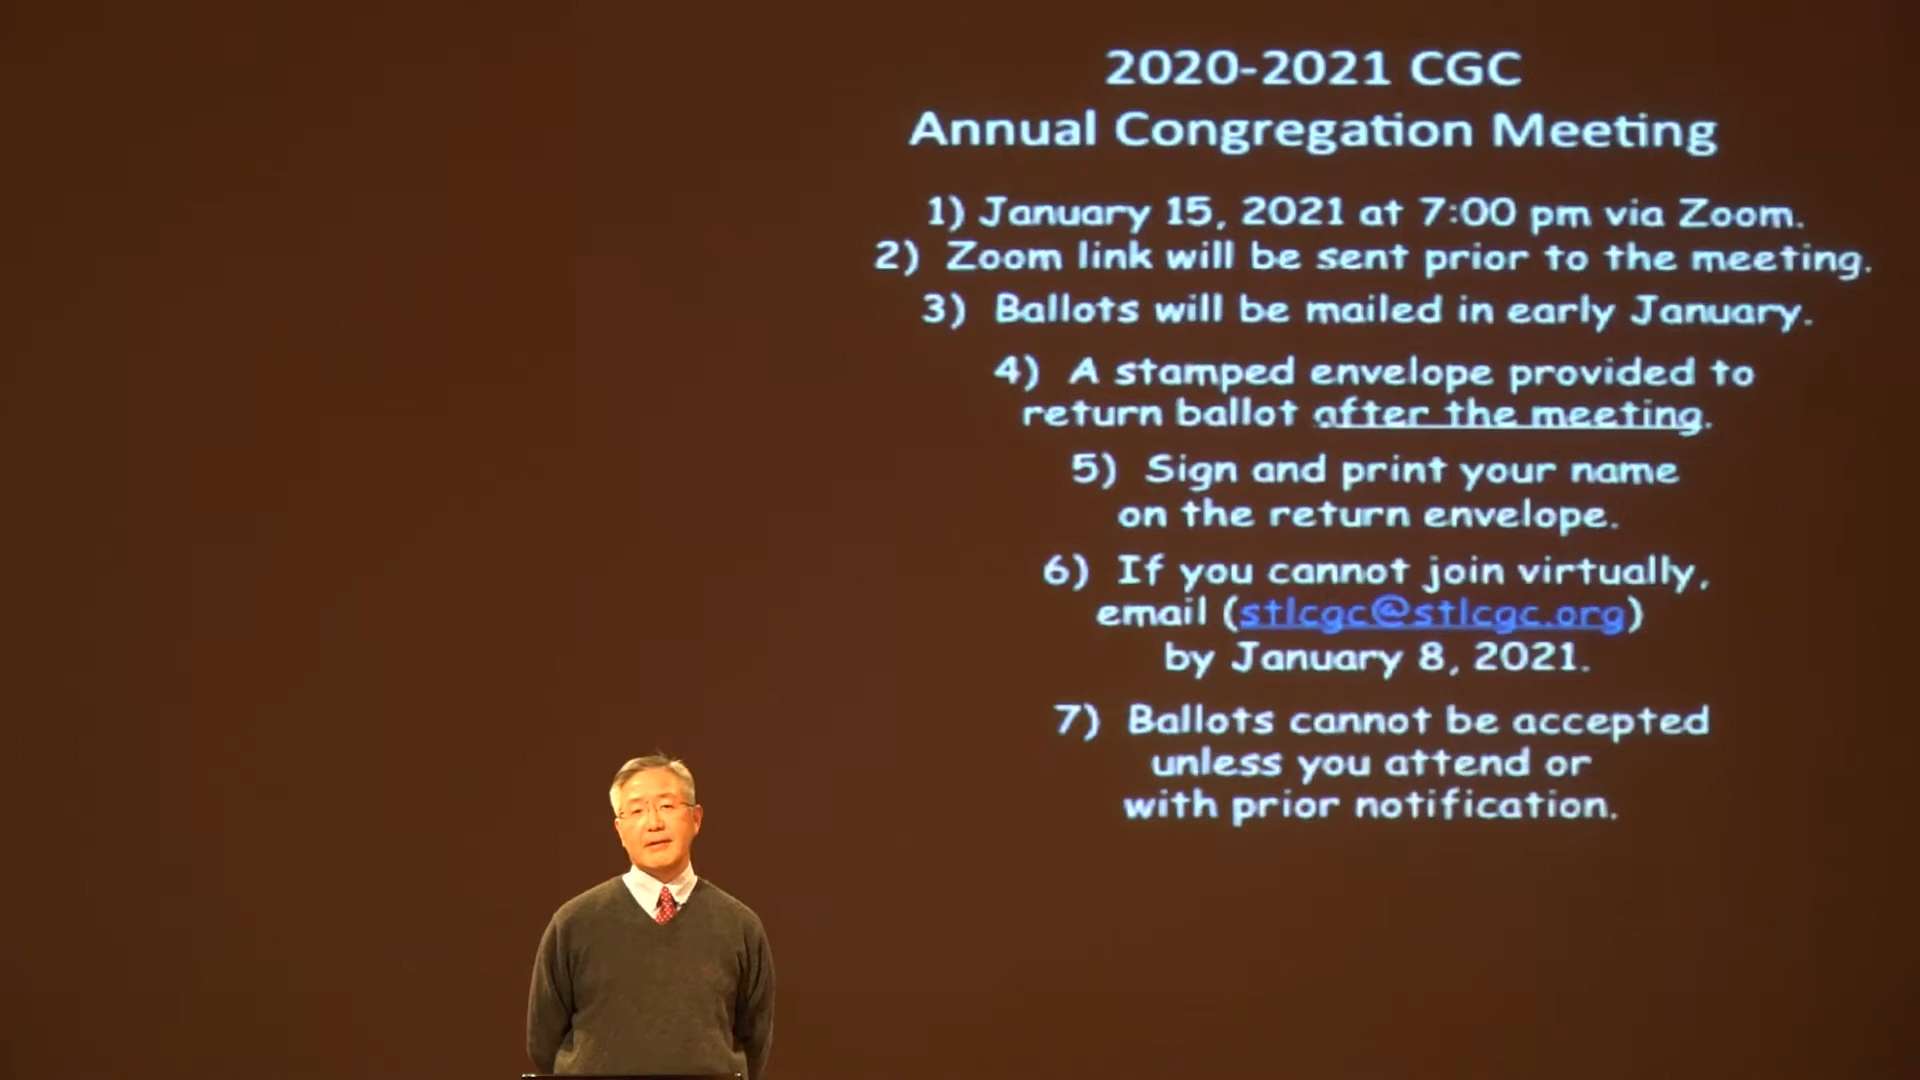 2020-2021 CGC
Annual Congregation Meeting
1) January 15, 2021 at 7:00 pm via Zoom.
2) Zoom link will be sent prior to the meeting.
3) Ballots will be mailed in early January.
4) A stamped envelope provided to
return ballot after the meeting.
5) Sign and print your name
on the return envelope.
6) If you cannot join virtually,
email (stlcgc@stlcgc.org)
by January 8, 2021.
7) Ballots cannot be accepted
unless you attend or
with prior notification.